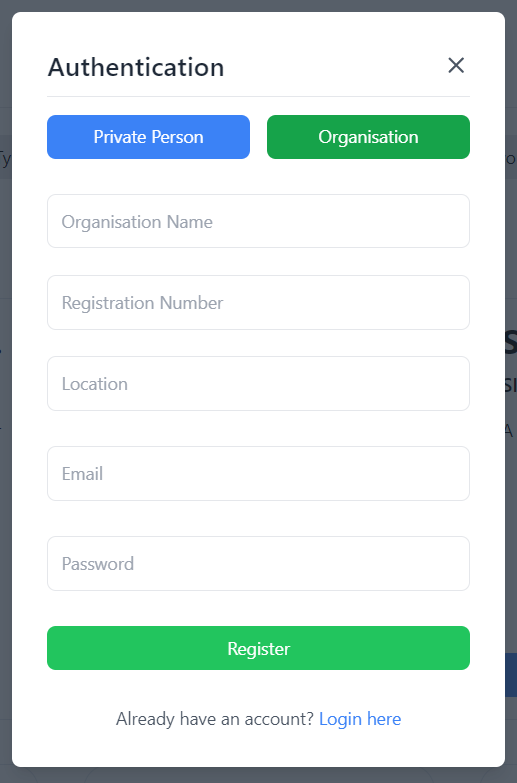 Authentication
Private Person
Organisation
Organisation Name
Registration Number
Location
Email
Password
Register
Already have an account? Login here